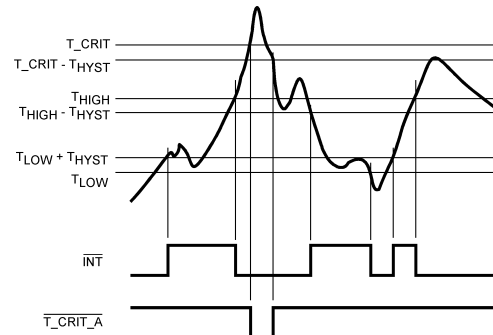 T_CRIT
T_CRIT - THYST
THIGH
THIGH - THYST
TLOW + THYST
TLOW
INT
T_CRIT_A